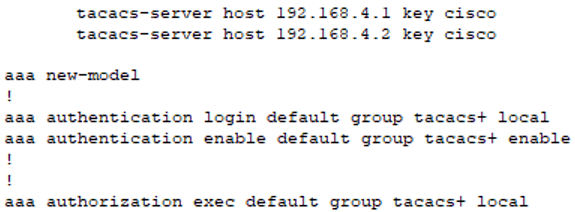 tacacs-server host 192.168.4.1 key cisco
tacacs-server host 192.168.4.2 key cisco
aaa new-model
!
aaa authentication login default group tacacs+ local
aaa authentication enable default group tacacs+ enable
!
!
aaa authorization exec default group tacacs+ local